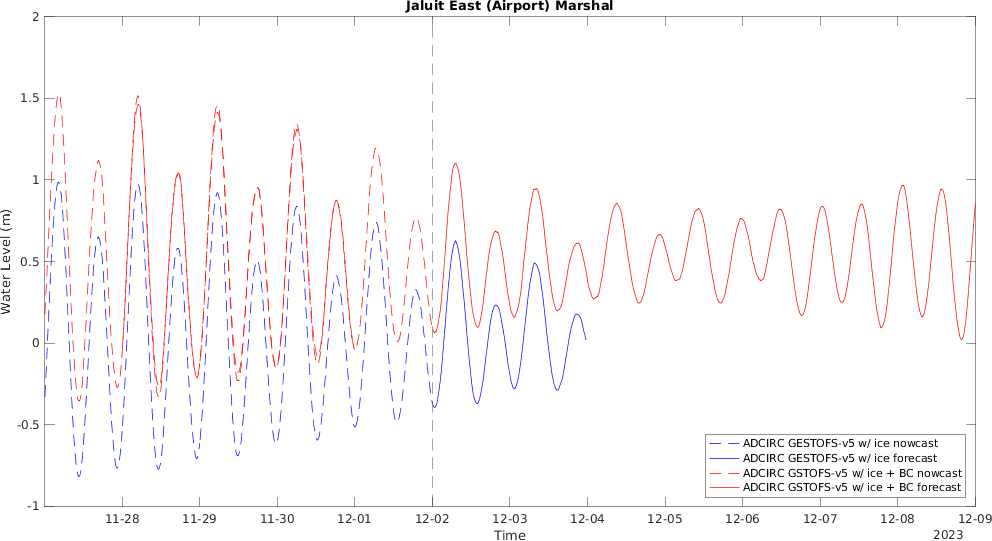 Jaluit East (Airport) Marshal
2
1.5
1
0.5
0
-0.5
-1
Water Level (m)
11-28 11-29 11-30 12-01 12-02 12-03 12-04 12-05 12-06 12-07 12-08 12-09
2023
Time
ADCIRC GESTOFS-v5 w/ ice nowcast
ADCIRC GESTOFS-v5 w/ ice forecast
ADCIRC GSTOFS-v5 w/ ice + BC nowcast
ADCIRC GSTOFS-v5 w/ ice + BC forecast